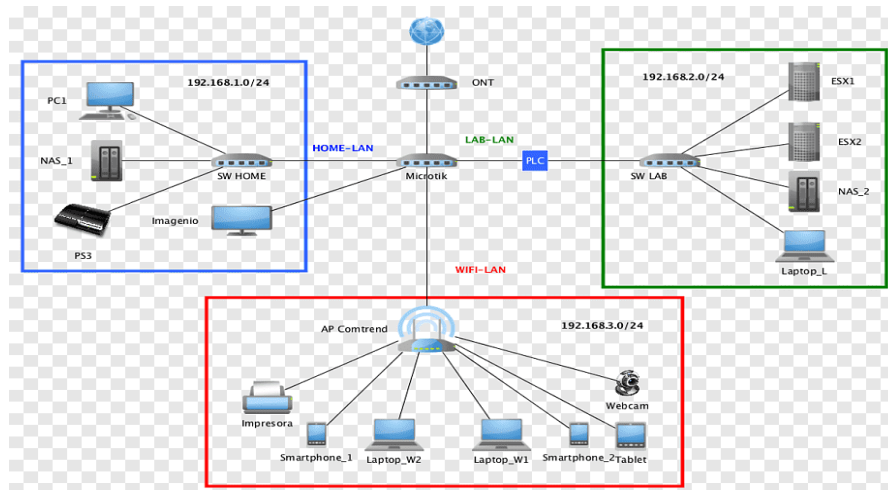 192.168.1.0/24
PC1
NAS_1
SW HOME
PS3
Imagenio
HOME-LAN
ONT
Microtik
LAB-LAN
PLC
192.168.2.0/24
ESX1
ESX2
SW LAB
NAS_2
Laptop_L
WIFI-LAN
AP Comtrend
192.168.3.0/24
Impresora
Smartphone_1
Laptop_W2
Laptop_W1
Smartphone_2
Tablet
Webcam